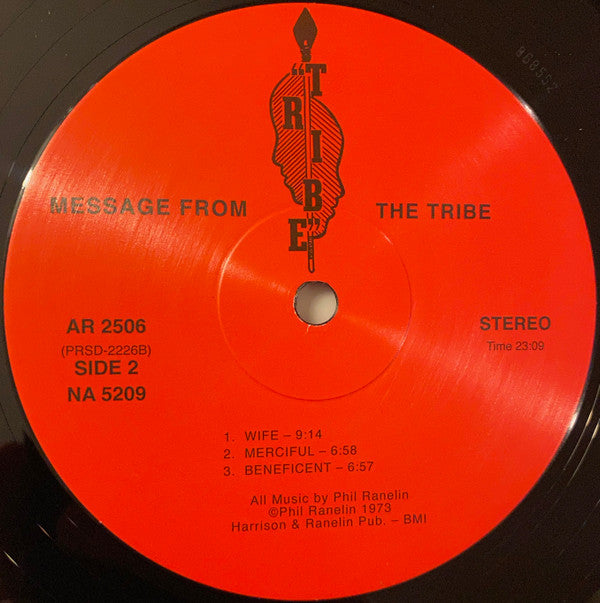 "TRIBE"
MESSAGE FROM THE TRIBE
AR 2506
(PRSD-2226B)
SIDE 2
NA 5209
STEREO
Time 23:09
1. WIFE – 9:14
2. MERCIFUL – 6:58
3. BENEFICENT – 6:57
All Music by Phil Ranelin
©Phil Ranelin 1973
Harrison & Ranelin Pub. – BMI